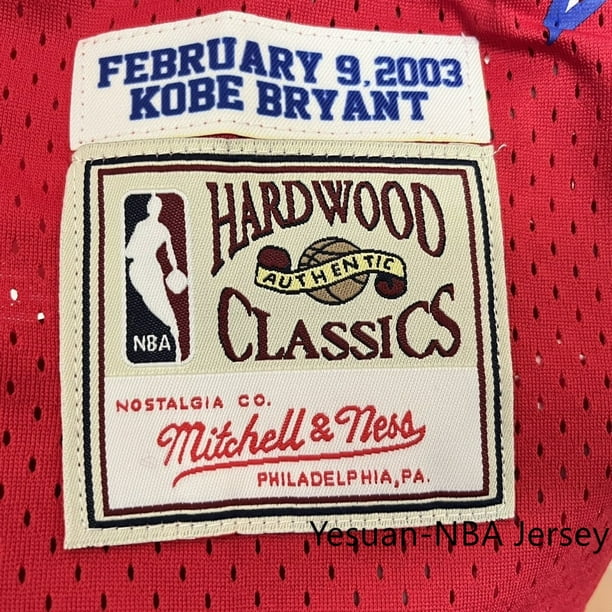 FEBRUARY 9, 2003
KOBE BRYANT
NBA
HARDWOOD
AUTHENTIC
CLASSICS
NOSTALGIA CO.
Mitchell & Ness
PHILADELPHIA, PA.
Yesuan-NBA Jersey